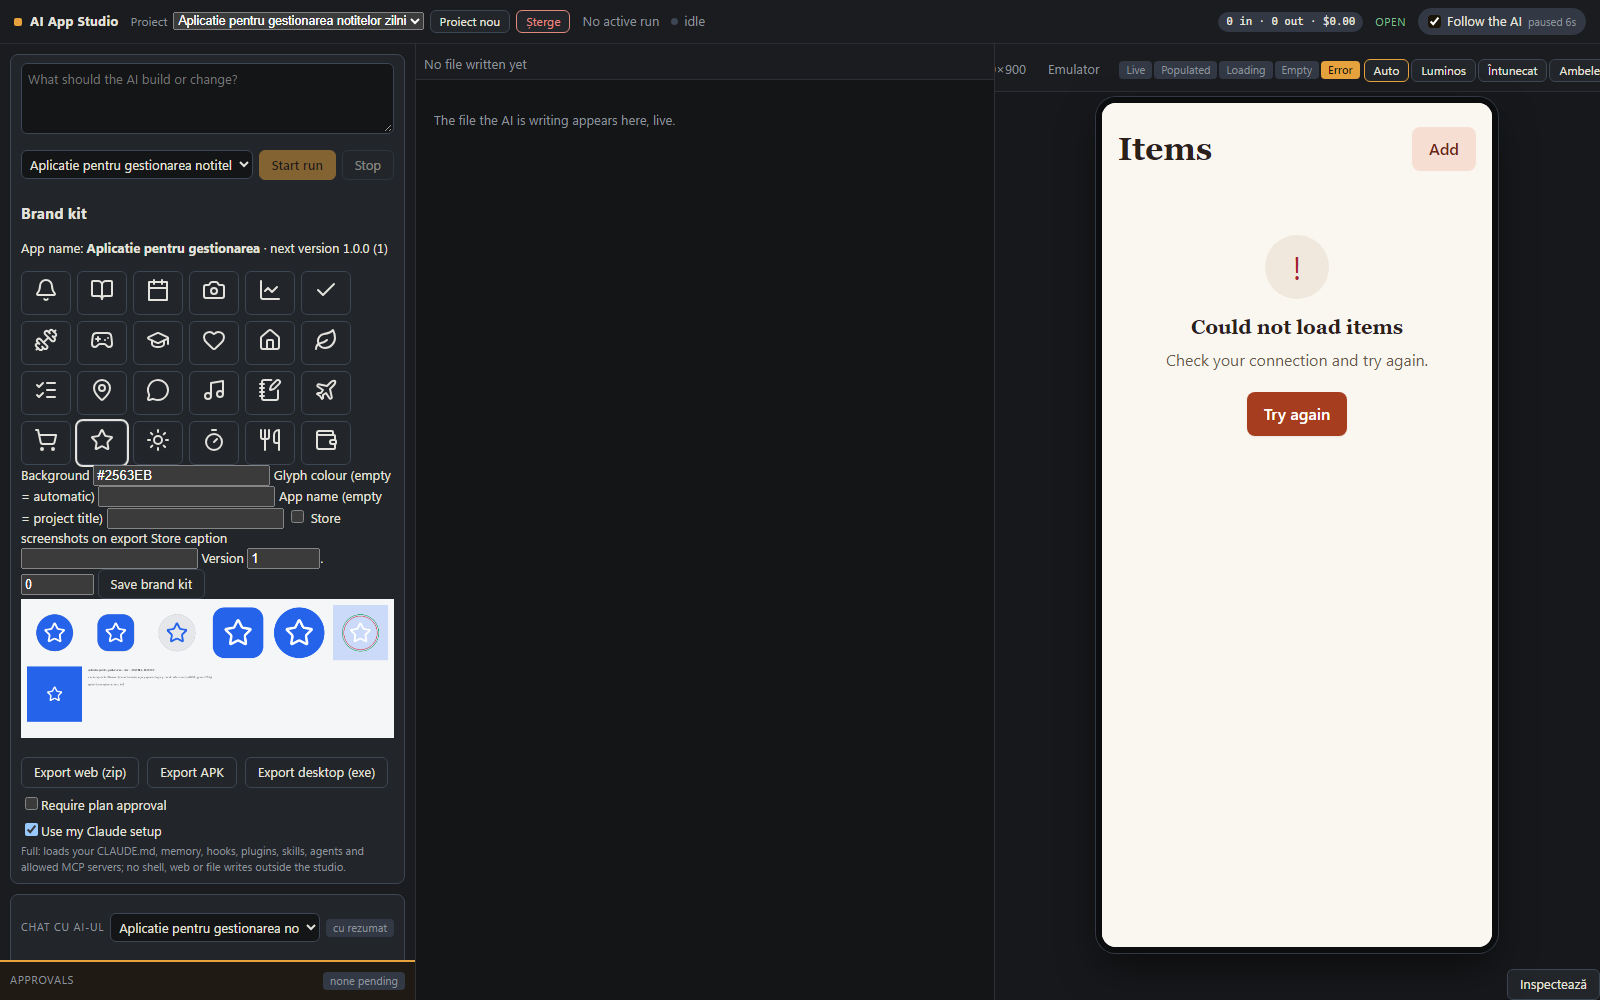 AI App Studio Project Aplicatie pentru gestionarea notitelor zilni Proiect nou Șterge No active run idle 0 in · 0 out · $0.00 OPEN Follow the AI paused 6s
What should the AI build or change?
Aplicatie pentru gestionarea notitel Start run Stop
Brand kit
App name: Aplicatie pentru gestionarea · next version 1.0.0 (1)
Background #2563EB Glyph colour (empty
= automatic) App name (empty
= project title) Store
screenshots on export Store caption
Version 1 .
0 Save brand kit
Export web (zip) Export APK Export desktop (exe)
Require plan approval
Use my Claude setup
Full: loads your CLAUDE.md, memory, hooks, plugins, skills, agents and
allowed MCP servers; no shell, web or file writes outside the studio.
CHAT CU AI-UL Aplicatie pentru gestionarea no cu rezumat
APPROVALS none pending
No file written yet
The file the AI is writing appears here, live.
×900 Emulator Live Populated Loading Empty Error Auto Luminos Întunecat Ambele
Items Add
!
Could not load items
Check your connection and try again.
Try again
Inspectează